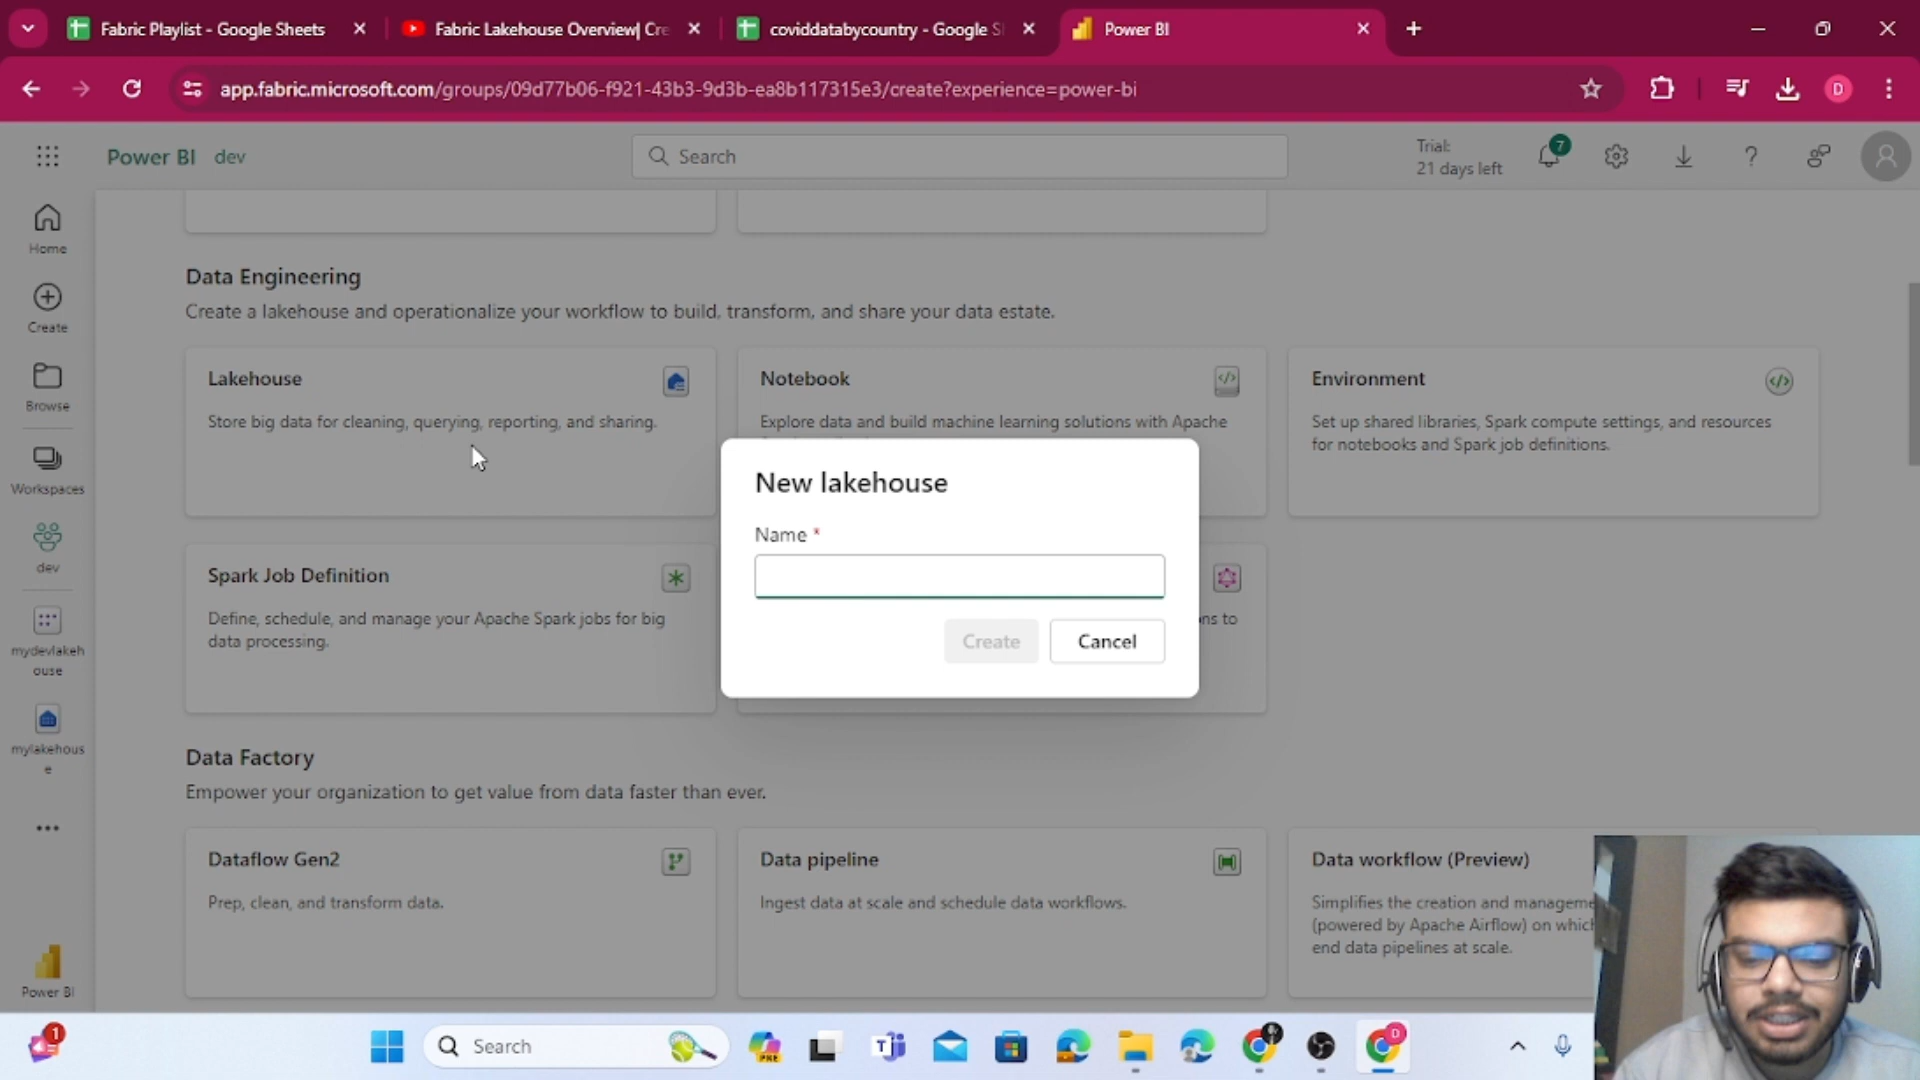 Fabric Playlist - Google Sheets
Fabric Lakehouse Overview| Cre
coviddatabycountry - Google S
Power BI
app.fabric.microsoft.com/groups/09d77b06-f921-43b3-9d3b-ea8b117315e3/create?experience=power-bi
D
Power BI dev
Search
Trial:
21 days left
7
Home
Create
Browse
Workspaces
dev
mydevlakeh
ouse
mylakehous
e
Power BI
Data Engineering
Create a lakehouse and operationalize your workflow to build, transform, and share your data estate.
Lakehouse
Store big data for cleaning, querying, reporting, and sharing.
Notebook
Explore data and build machine learning solutions with Apache
Environment
Set up shared libraries, Spark compute settings, and resources
for notebooks and Spark job definitions.
New lakehouse
Name *
Create
Cancel
Spark Job Definition
Define, schedule, and manage your Apache Spark jobs for big
data processing.
ns to
Data Factory
Empower your organization to get value from data faster than ever.
Dataflow Gen2
Prep, clean, and transform data.
Data pipeline
Ingest data at scale and schedule data workflows.
Data workflow (Preview)
Simplifies the creation and manageme
(powered by Apache Airflow) on whic
end data pipelines at scale.
1
Search
PRE
D